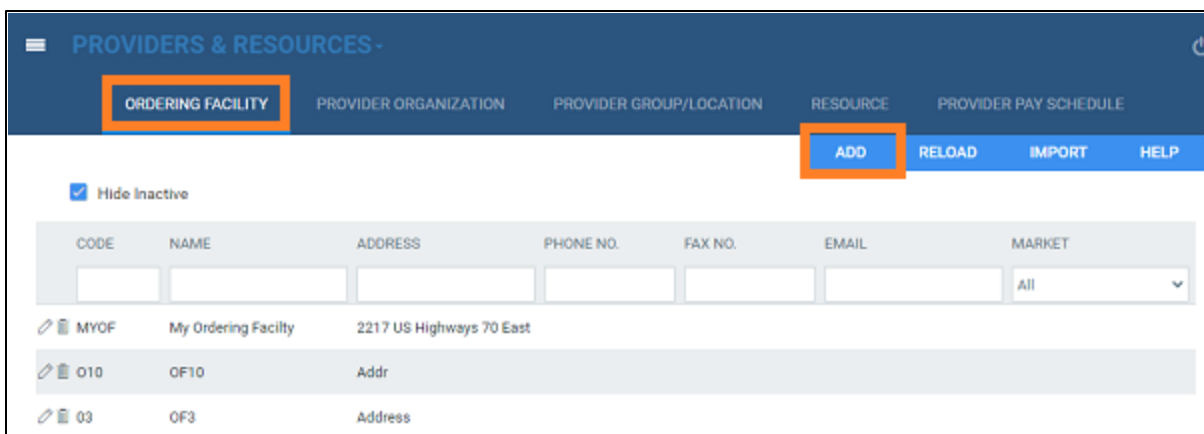 PROVIDERS & RESOURCES
ORDERING FACILITY PROVIDER ORGANIZATION PROVIDER GROUP/LOCATION RESOURCE PROVIDER PAY SCHEDULE
ADD RELOAD IMPORT HELP
Hide Inactive
CODE NAME ADDRESS PHONE NO. FAX NO. EMAIL MARKET
All
MYOF My Ordering Facilty 2217 US Highways 70 East
O10 OF10 Addr
03 OF3 Address